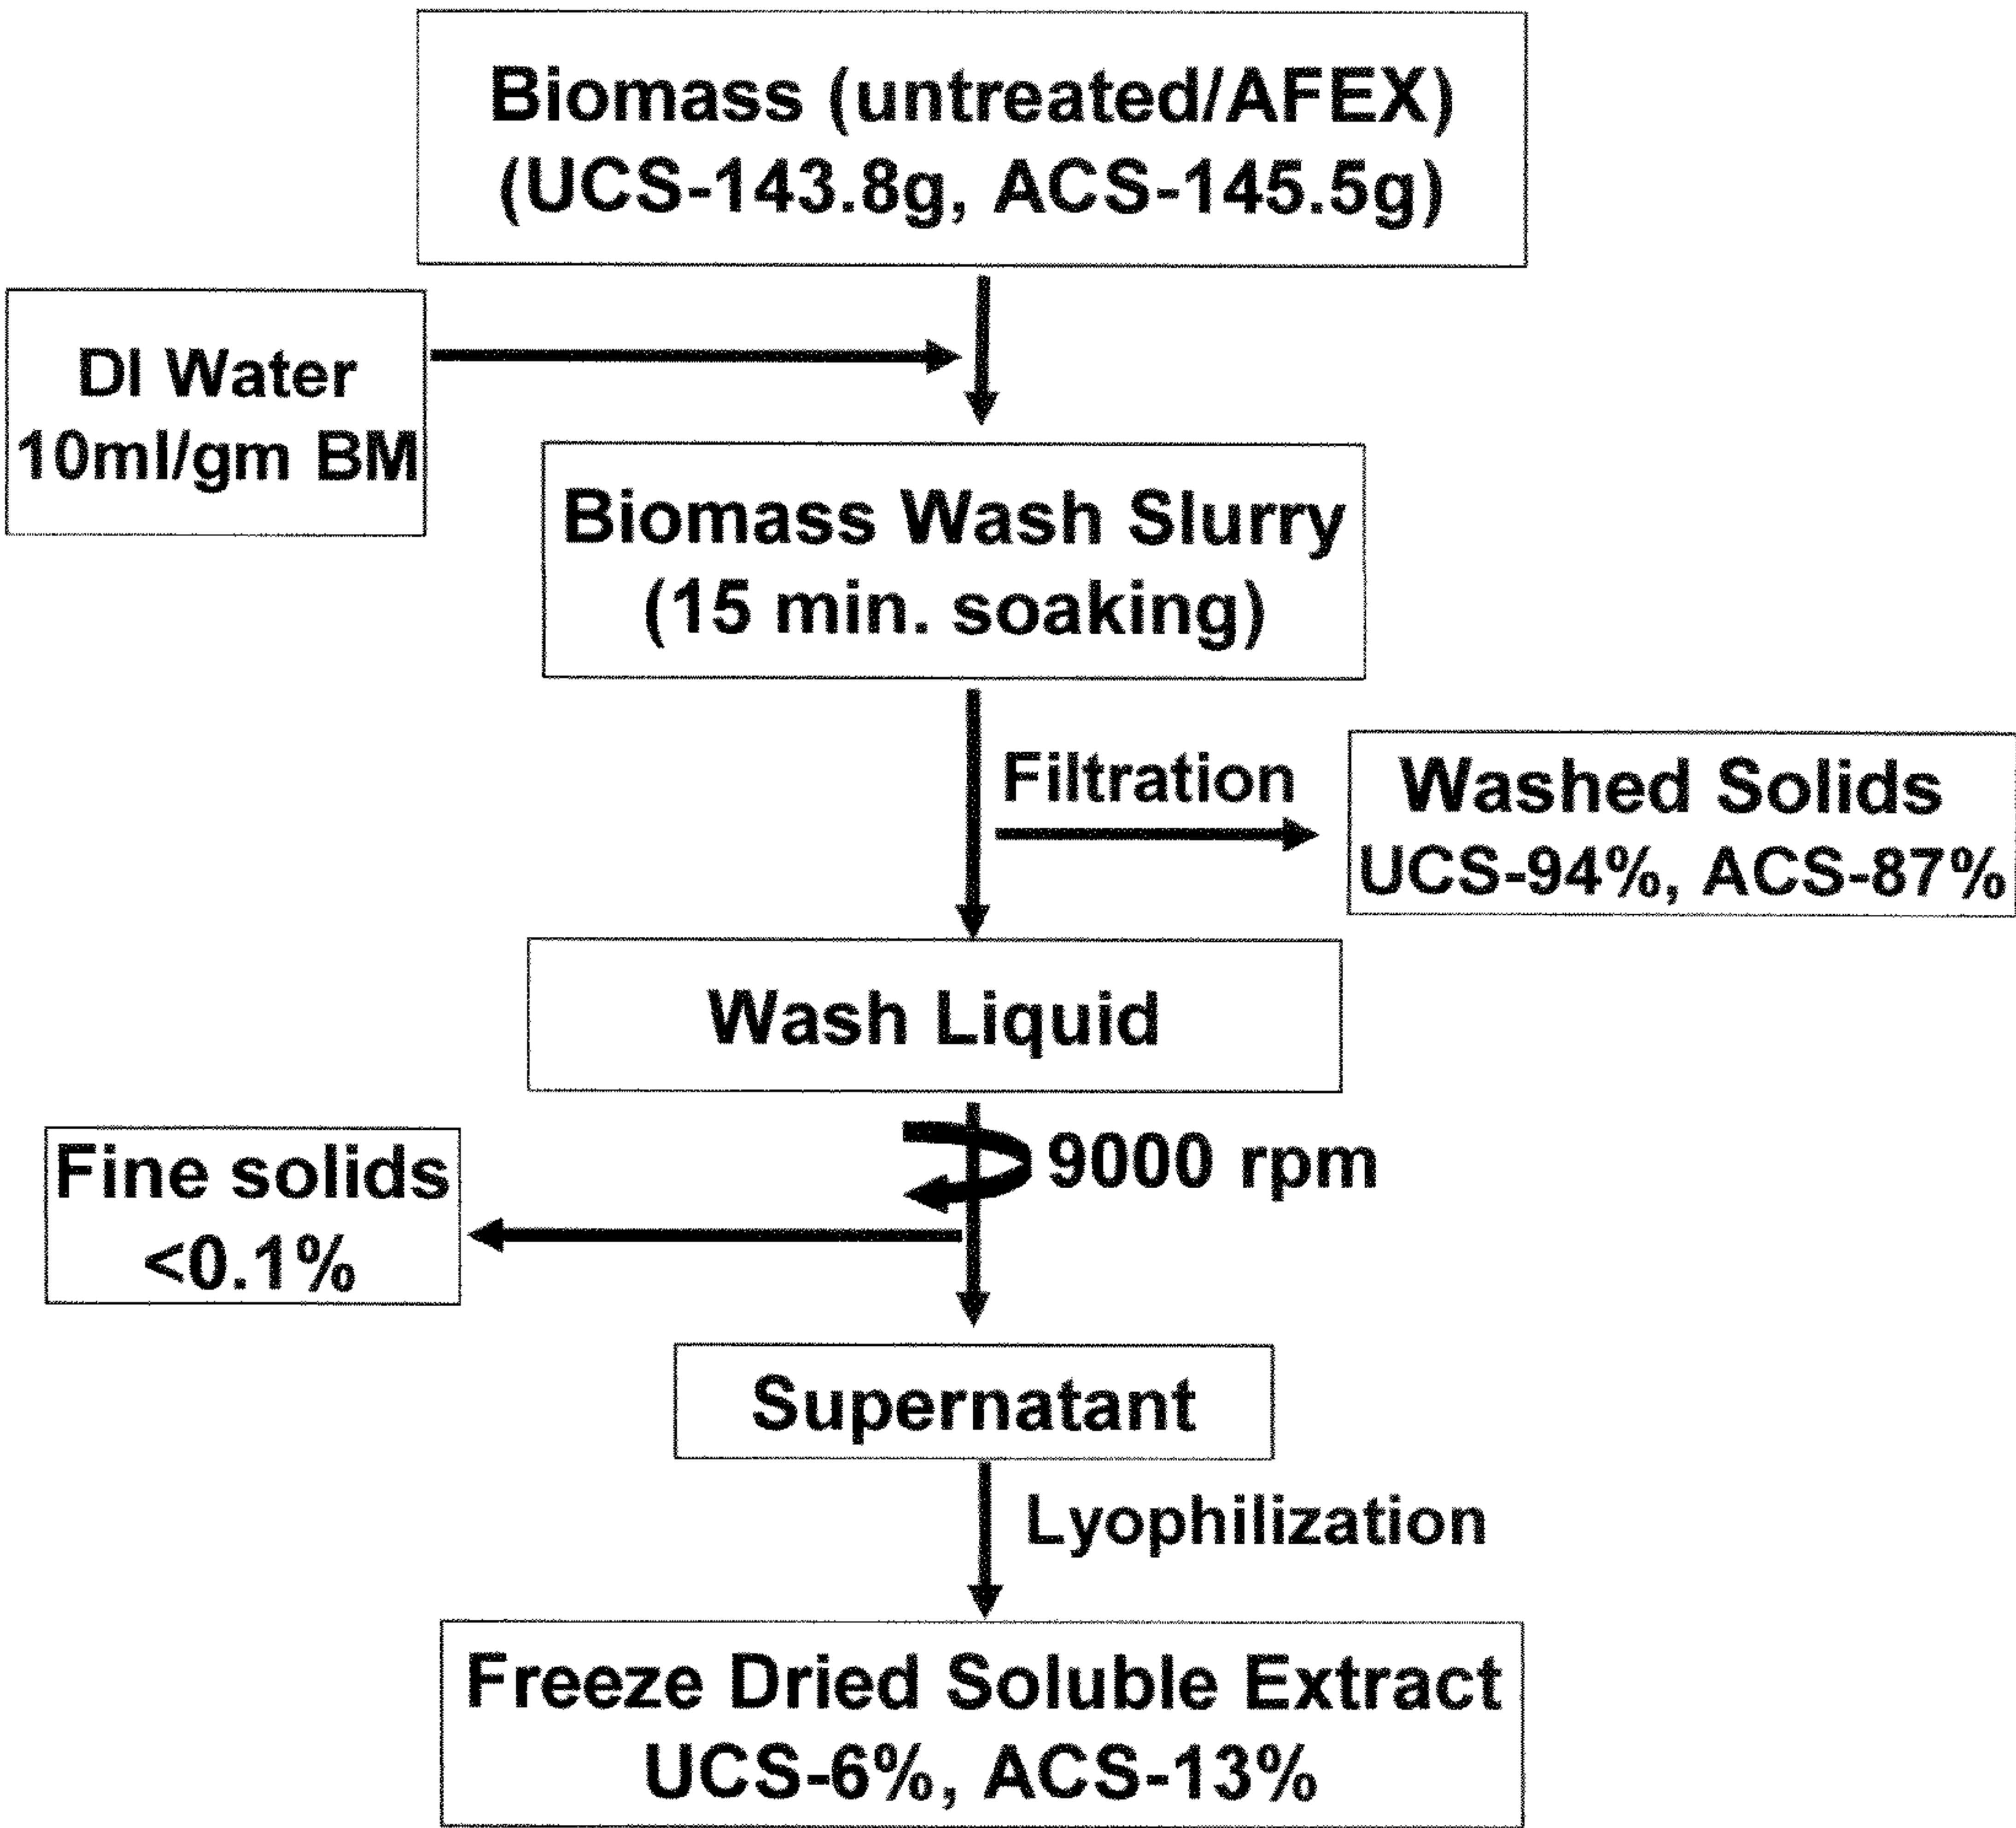 Biomass (untreated/AFEX)
(UCS-143.8g, ACS-145.5g)
DI Water
10ml/gm BM
Biomass Wash Slurry
(15 min. soaking)
Filtration
Washed Solids
UCS-94%, ACS-87%
Wash Liquid
9000 rpm
Fine solids
<0.1%
Supernatant
Lyophilization
Freeze Dried Soluble Extract
UCS-6%, ACS-13%